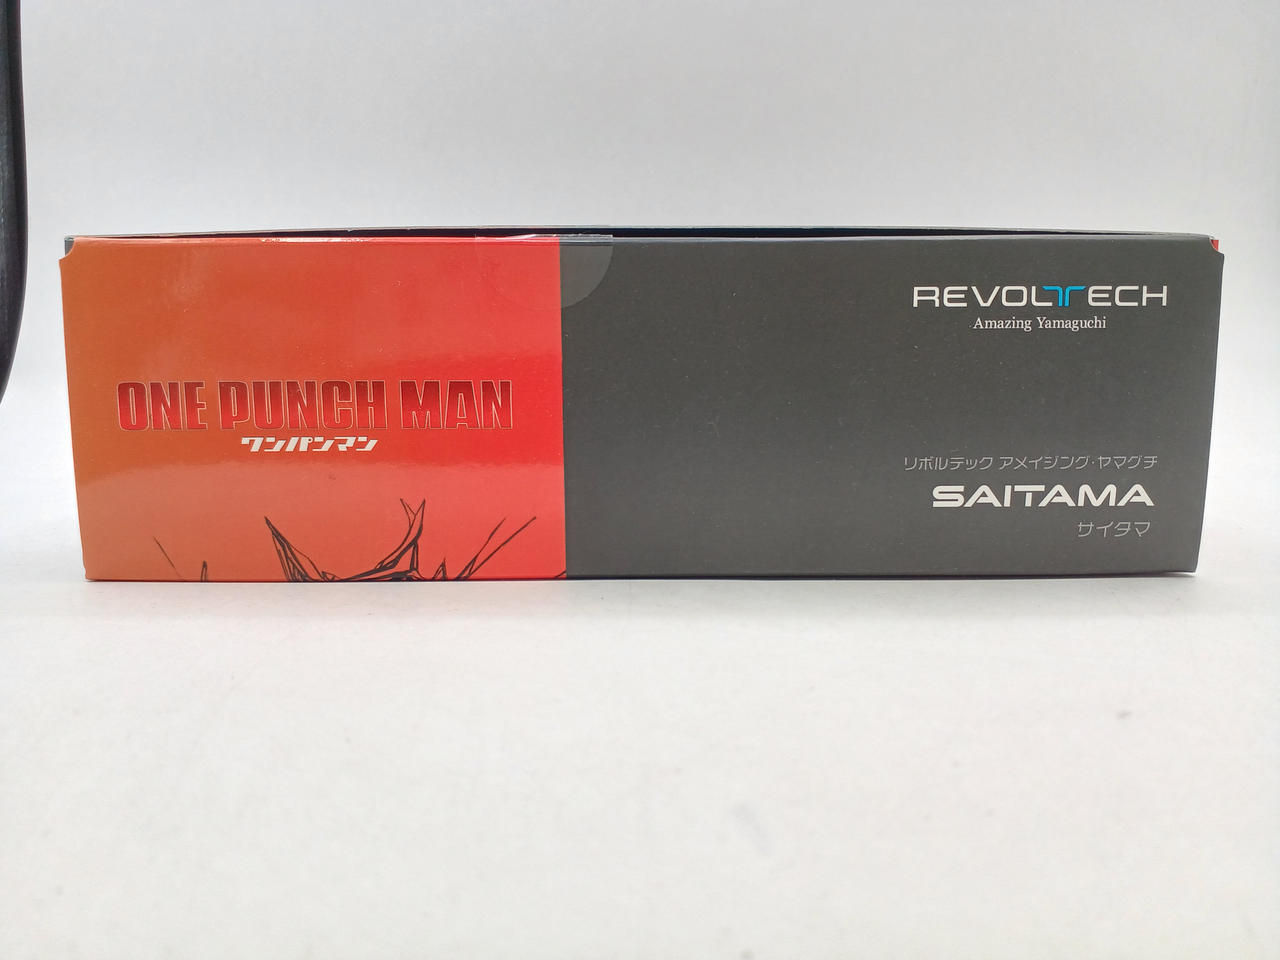 ONE PUNCH MAN
ワンパンマン
REVOLTECH
Amazing Yamaguchi
リボルテック アメイジング・ヤマグチ
SAITAMA
サイタマ